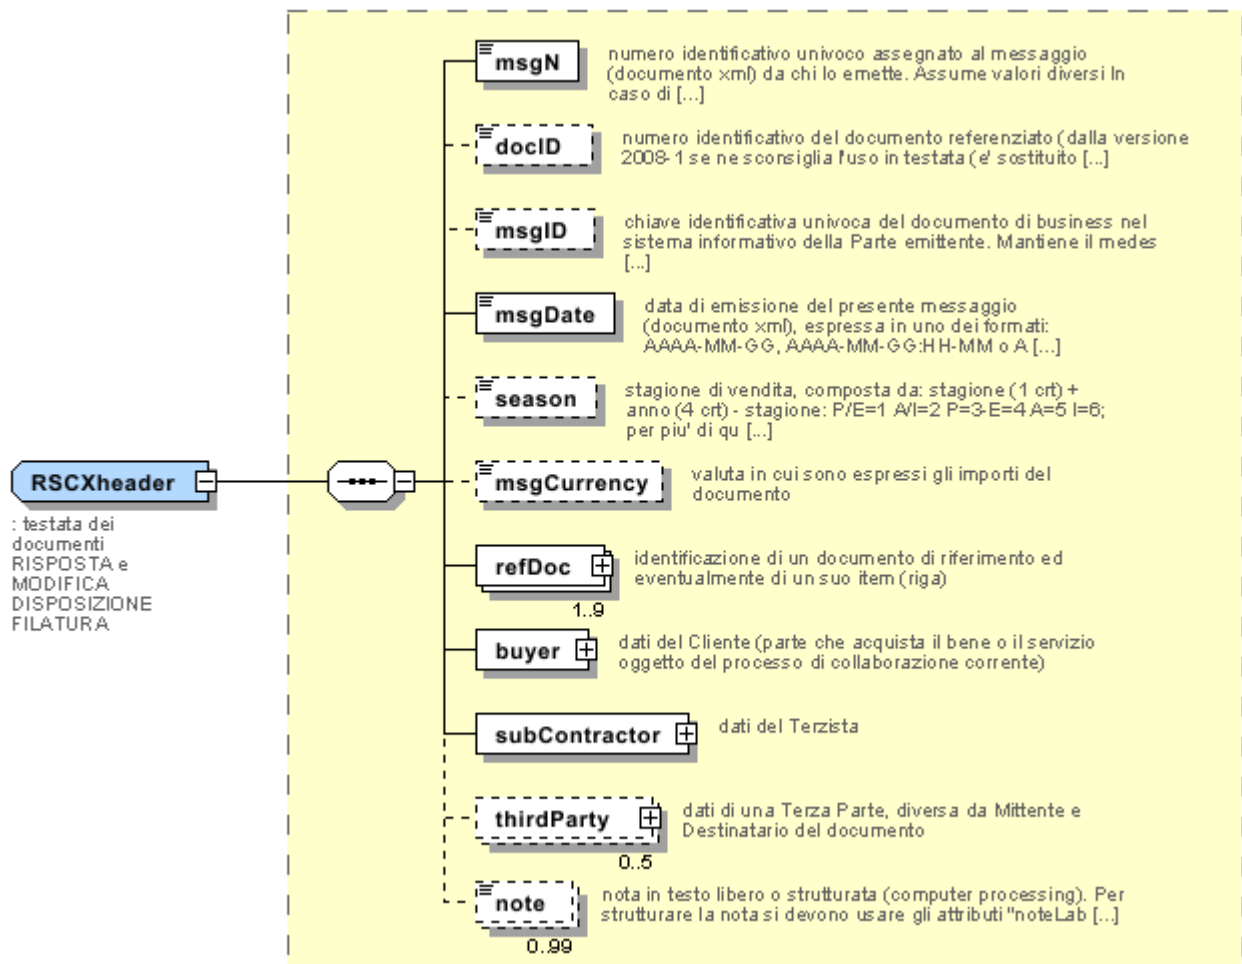 msgN
numero identificativo univoco assegnato al messaggio
(documento xml) da chi lo emette. Assume valori diversi In
caso di [...]
docID
numero identificativo del documento referenziato (dalla versione
2008-1 se ne sconsiglia l'uso in testata (e' sostituito [...]
msgID
chiave identificativa univoca del documento di business nel
sistema informativo della Parte emittente. Mantiene il medes
[...]
msgDate
data di emissione del presente messaggio
(documento xml), espressa in uno dei formati:
AAAA-MM-GG, AAAA-MM-GG:HH-MM o A [...]
season
stagione di vendita, composta da: stagione (1 crt) +
anno (4 crt) - stagione: P/E=1 A/I=2 P=3-E=4 A=5 I=6;
per piu' di qu [...]
RSCXheader
: testata dei
documenti
RISPOSTA e
MODIFICA
DISPOSIZIONE
FILATURA
msgCurrency
valuta in cui sono espressi gli importi del
documento
refDoc
1..9
identificazione di un documento di riferimento ed
eventualmente di un suo item (riga)
buyer
dati del Cliente (parte che acquista il bene o il servizio
oggetto del processo di collaborazione corrente)
subContractor
dati del Terzista
thirdParty
0..5
dati di una Terza Parte, diversa da Mittente e
Destinatario del documento
note
0..99
nota in testo libero o strutturata (computer processing). Per
strutturare la nota si devono usare gli attributi "noteLab [...]